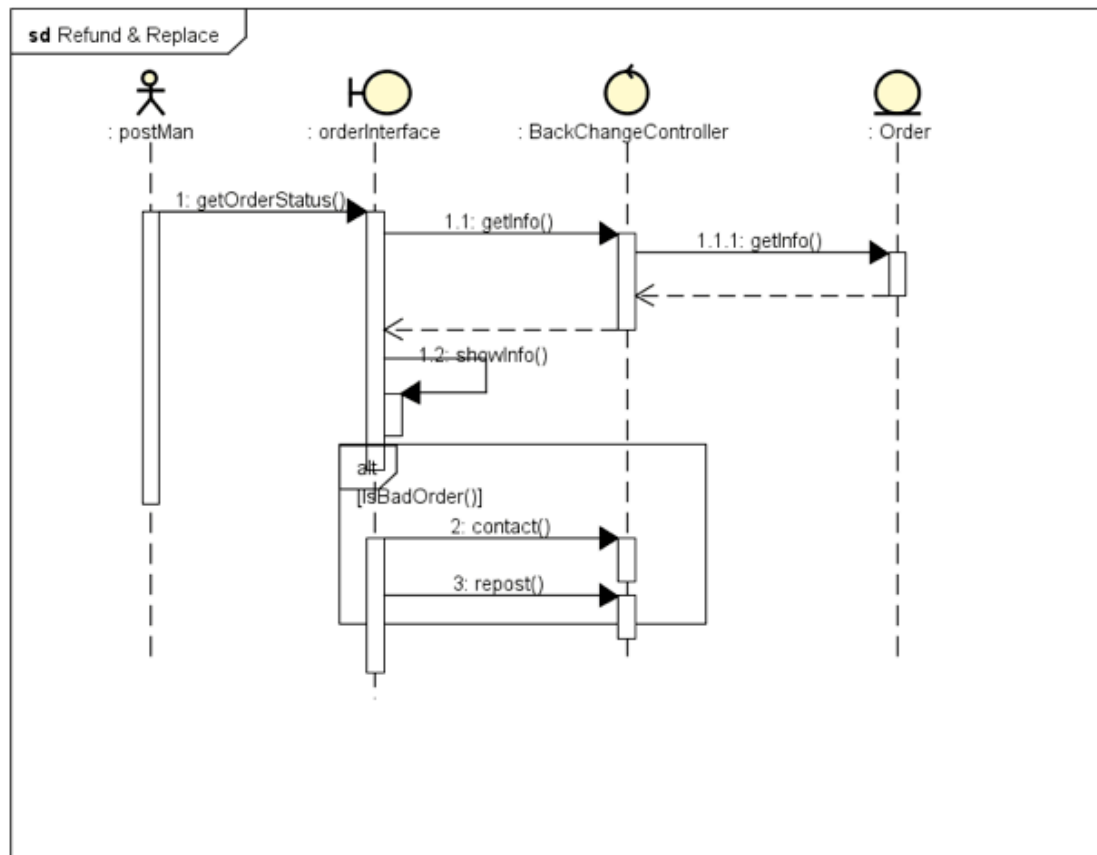 sd Refund & Replace
: postMan
: orderInterface
: BackChangeController
: Order
1: getOrderStatus()
1.1: getInfo()
1.1.1: getInfo()
1.2: showInfo()
alt
[IsBadOrder()]
2: contact()
3: repost()